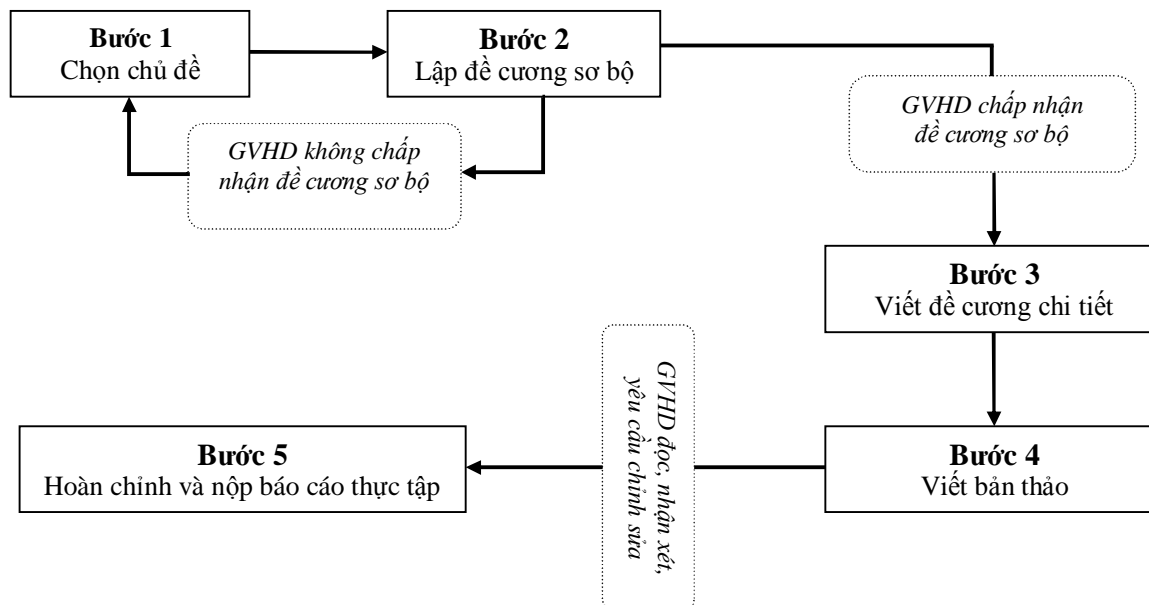 Bước 1
Chọn chủ đề
Bước 2
Lập đề cương sơ bộ
GVHD chấp nhận
đề cương sơ bộ
GVHD không chấp
nhận đề cương sơ bộ
Bước 3
Viết đề cương chi tiết
GVHD đọc, nhận xét,
yêu cầu chỉnh sửa
Bước 4
Viết bản thảo
Bước 5
Hoàn chỉnh và nộp báo cáo thực tập